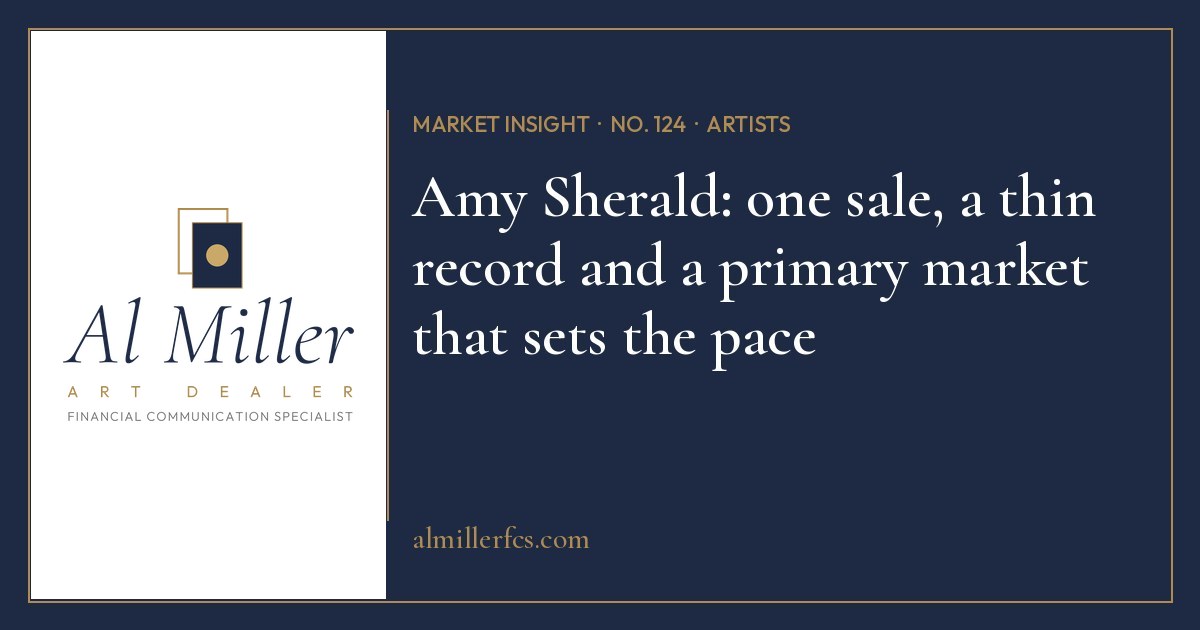 Al Miller
ART DEALER
FINANCIAL COMMUNICATION SPECIALIST
MARKET INSIGHT · NO. 124 · ARTISTS
Amy Sherald: one sale, a thin
record and a primary market
that sets the pace
almillerfcs.com